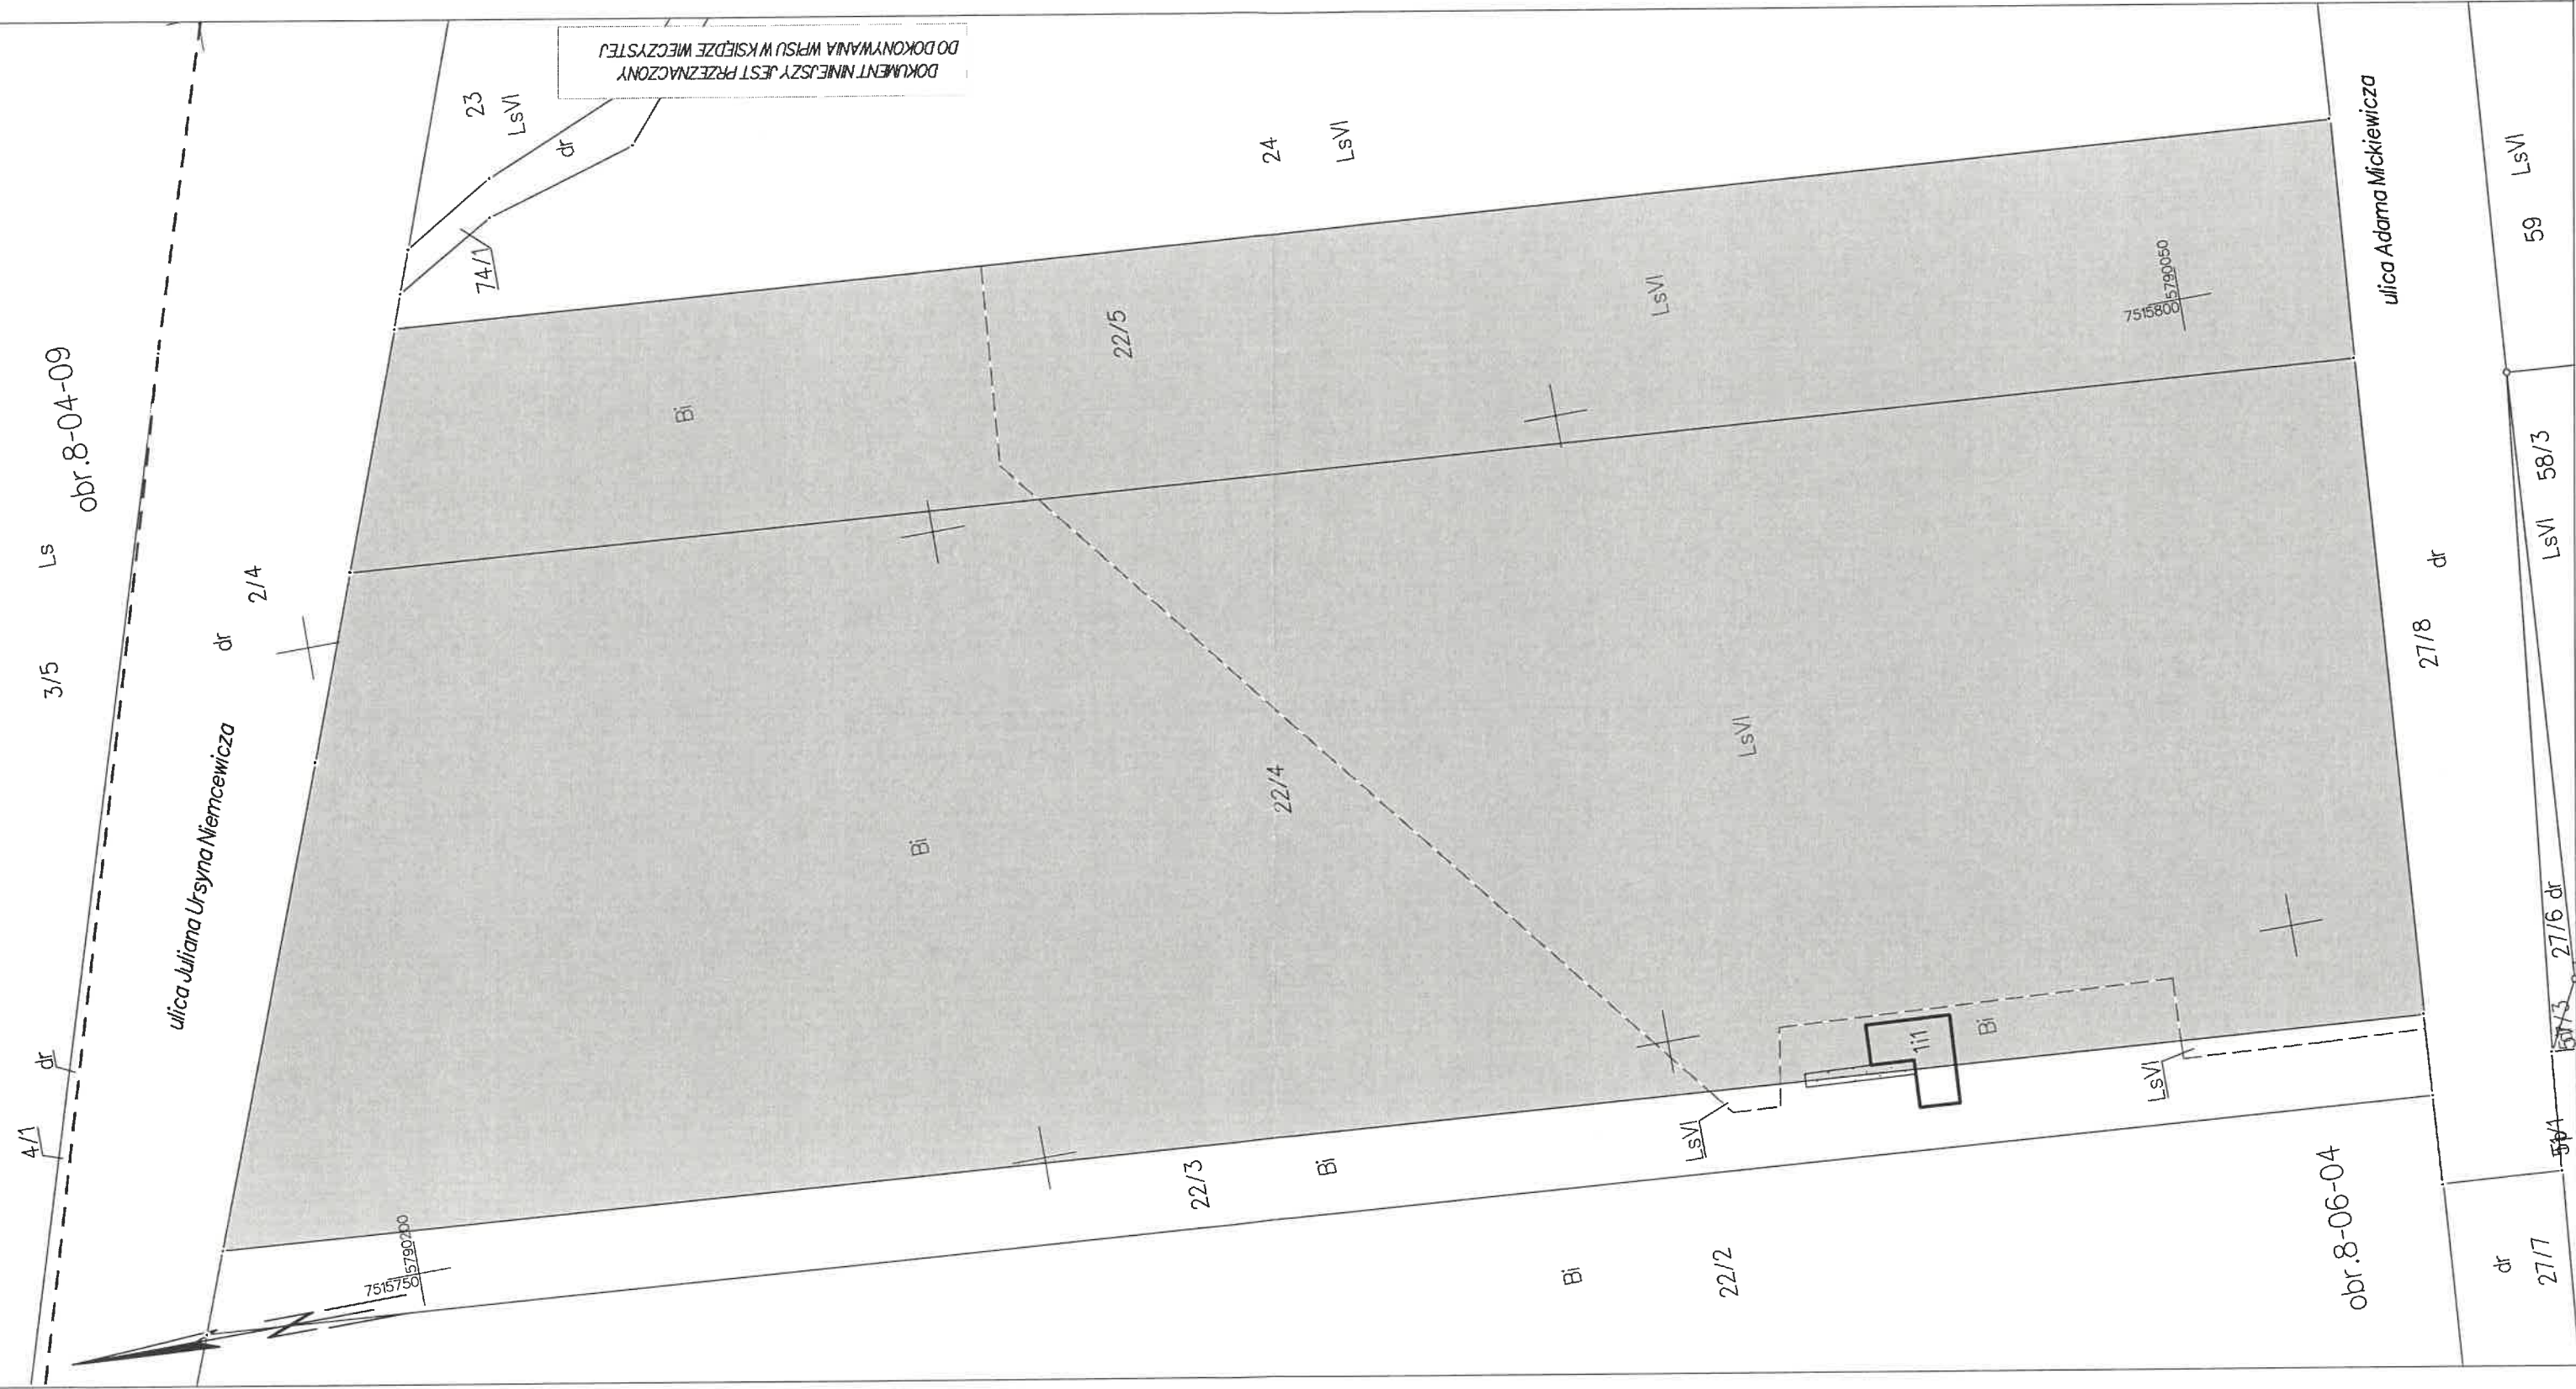 3/5
Ls
obr.8-04-09
4/1
dr
ulica Juliana Ursyna Niemcewicza
dr
2/4
23
LsVI
dr
74/1
DOKUMENT NINIEJSZY JEST PRZEZNACZONY
DO DOKONYWANIA WPISU W KSIĘDZE WIECZYSTEJ
24
LsVI
Bi
22/5
LsVI
7515800
5790050
Bi
22/4
LsVI
1i1
Bi
LsVI
LsVI
7515750
5790200
22/3
Bi
Bi
22/2
obr.8-06-04
ulica Adama Mickiewicza
27/8
dr
59
LsVI
LsVI
58/3
27/6 dr
dr
27/7